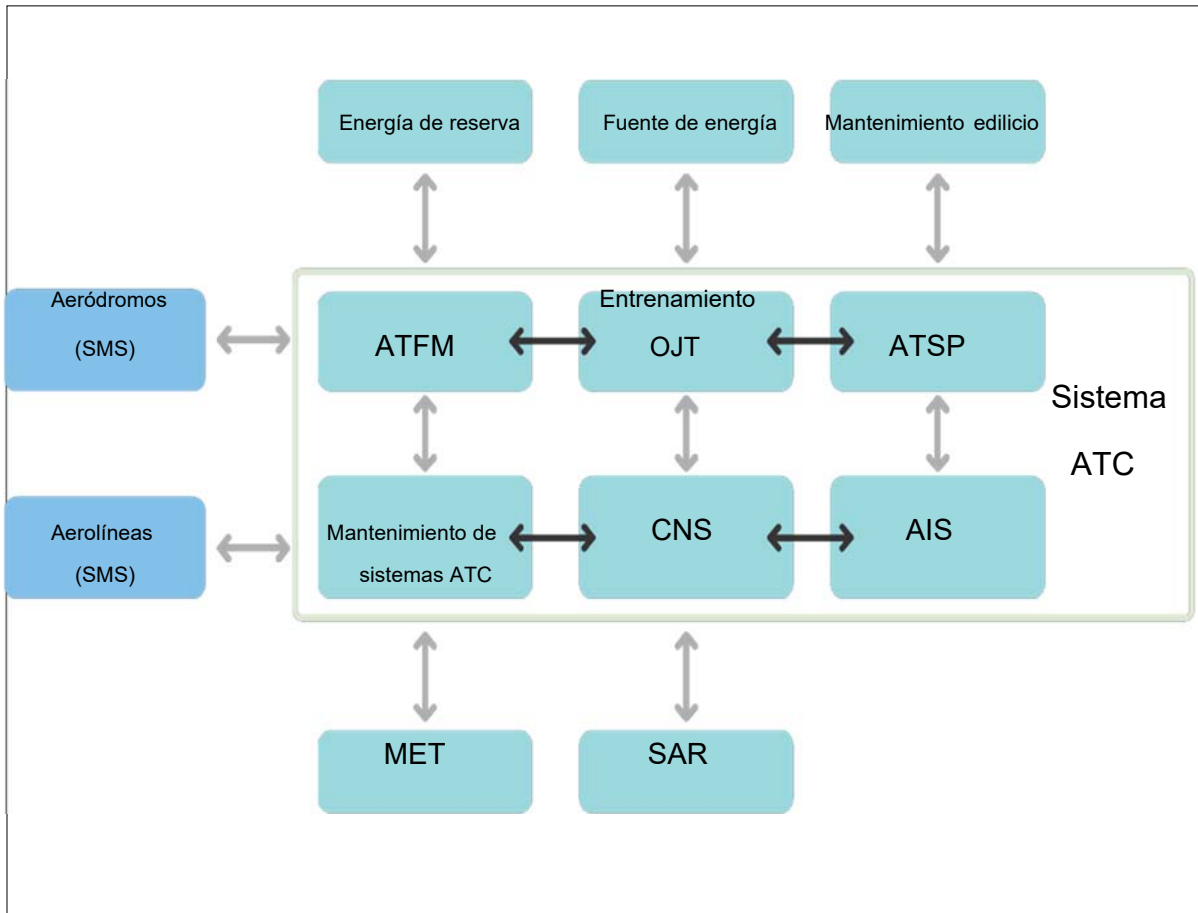 Energía de reserva
Fuente de energía
Mantenimiento edilicio
Aeródromos
(SMS)
ATFM
Entrenamiento
OJT
ATSP
Sistema
ATC
Aerolíneas
(SMS)
Mantenimiento de
sistemas ATC
CNS
AIS
MET
SAR